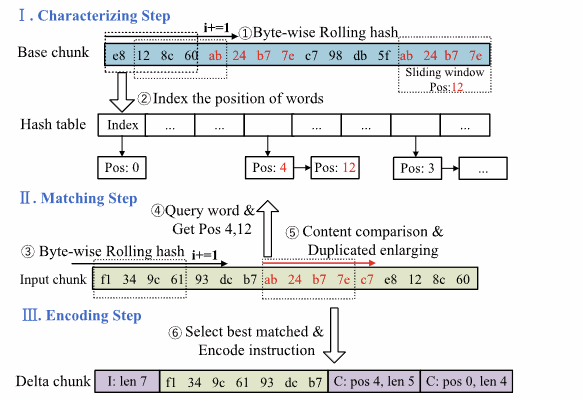 Ⅰ. Characterizing Step
i+=1 ①Byte-wise Rolling hash
Base chunk e8 12 8c 60 ab 24 b7 7e c7 98 db 5f ab 24 b7 7e
Sliding window
Pos:12
②Index the position of words
Hash table Index ... ... ... ... ... ... ...
Pos: 0 Pos: 4 Pos: 12 Pos: 3 ...
Ⅱ. Matching Step
④Query word &
Get Pos 4,12
⑤ Content comparison &
Duplicated enlarging
③ Byte-wise Rolling hash i+=1
Input chunk f1 34 9c 61 93 dc b7 ab 24 b7 7e c7 e8 12 8c 60
Ⅲ. Encoding Step
⑥ Select best matched &
Encode instruction
Delta chunk I: len 7 f1 34 9c 61 93 dc b7 C: pos 4, len 5 C: pos 0, len 4